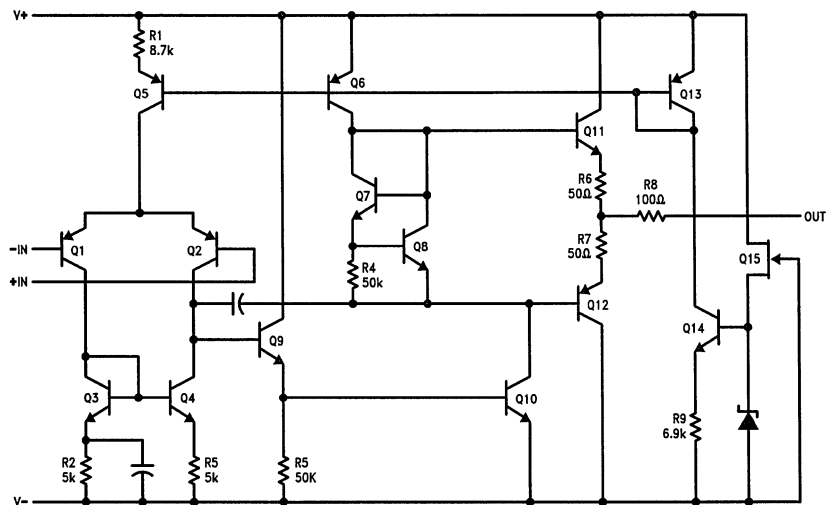 V+
R1
8.7k
Q5
Q6
Q13
Q11
R6
50Ω
R8
100Ω
OUT
Q7
Q8
R7
50Ω
-IN
Q1
Q2
+IN
R4
50k
Q15
Q12
Q9
Q14
Q3
Q4
Q10
R9
6.9k
R2
5k
R5
5k
R5
50K
V-